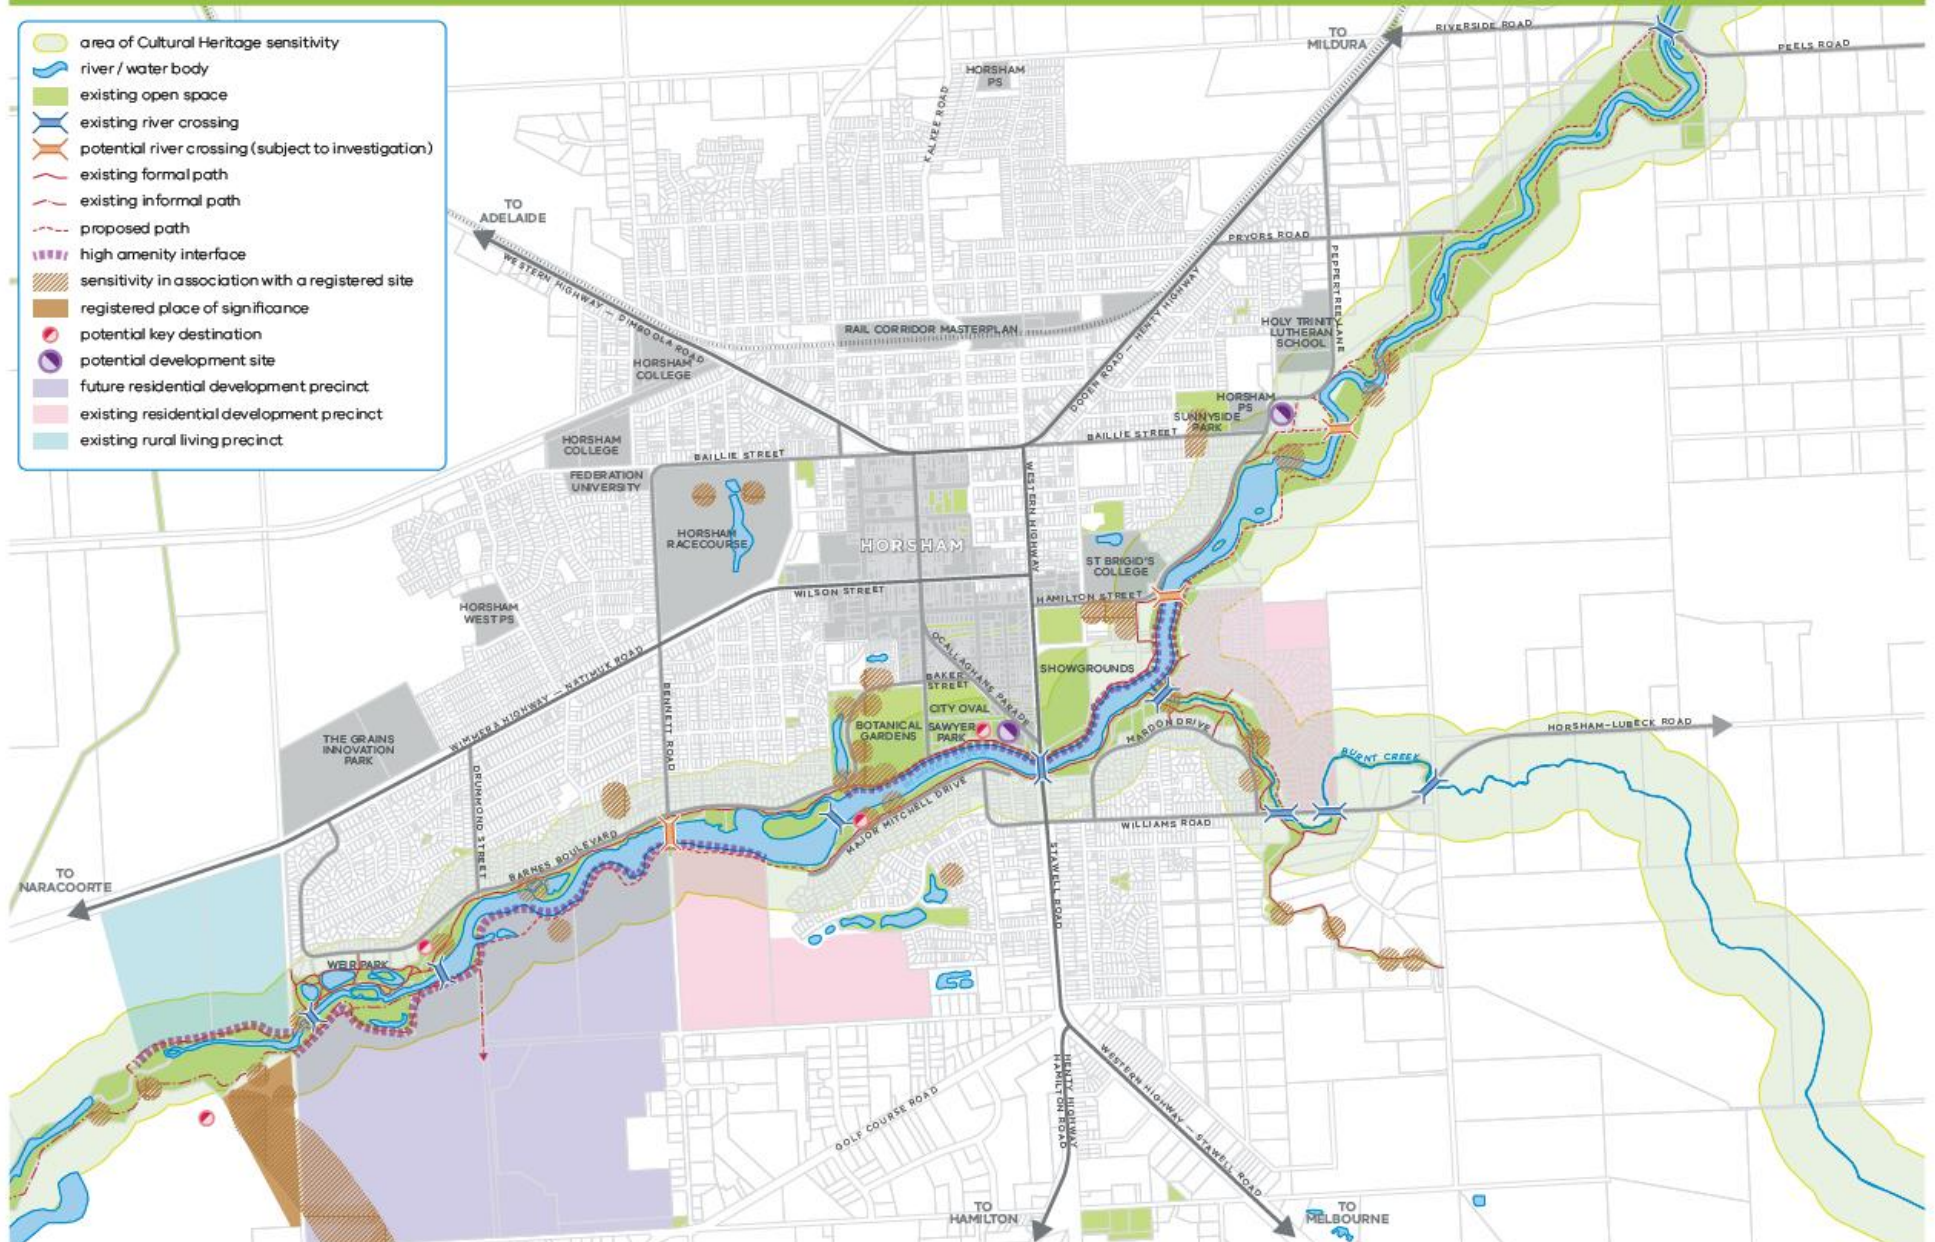 area of Cultural Heritage sensitivity
river / water body
existing open space
existing river crossing
potential river crossing (subject to investigation)
existing formal path
existing informal path
proposed path
high amenity interface
sensitivity in association with a registered site
registered place of significance
potential key destination
potential development site
future residential development precinct
existing residential development precinct
existing rural living precinct
TO
MILDURA
RIVERSIDE ROAD
PEELS ROAD
HORSHAM
PS
KALKEE ROAD
TO
ADELAIDE
WESTERN HIGHWAY — DIMBOOLA ROAD
PRYORS ROAD
PEPPERTREE LANE
RAIL CORRIDOR MASTERPLAN
DOOEN ROAD
HENTY HIGHWAY
HOLY TRINITY
LUTHERAN
SCHOOL
HORSHAM
COLLEGE
HORSHAM
PS
SUNNYSIDE
PARK
BAILLIE STREET
HORSHAM
COLLEGE
BAILLIE STREET
FEDERATION
UNIVERSITY
WESTERN HIGHWAY
HORSHAM
RACECOURSE
HORSHAM
ST BRIGID'S
COLLEGE
WILSON STREET
HAMILTON STREET
HORSHAM
WEST PS
OCALLAGHANS PARADE
SHOWGROUNDS
BAKER
STREET
WIMMERA HIGHWAY — NATIMUK ROAD
BENNETT ROAD
CITY OVAL
BOTANICAL
GARDENS
SAWYER
PARK
MARDON DRIVE
HORSHAM-LUBECK ROAD
THE GRAINS
INNOVATION
PARK
BURNT CREEK
DRUMMOND STREET
MAJOR MITCHELL DRIVE
WILLIAMS ROAD
BARNES BOULEVARD
TO
NARACOORTE
STAWELL ROAD
WEIR PARK
GOLF COURSE ROAD
HENTY HIGHWAY
HAMILTON ROAD
WESTERN HIGHWAY — STAWELL ROAD
TO
HAMILTON
TO
MELBOURNE